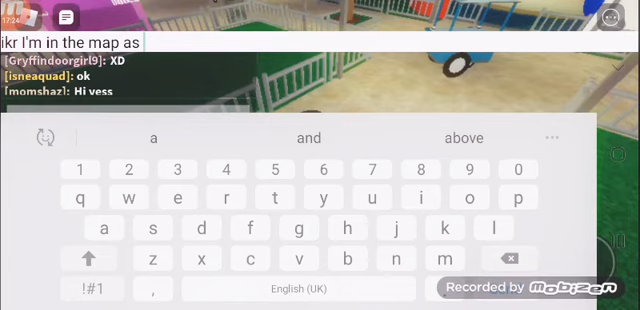 17:24
ikr I'm in the map as
[Gryffindoorgirl9]: XD
[isneaquad]: ok
[momshaz]: Hi vess
a and above
1 2 3 4 5 6 7 8 9 0
q w e r t y u i o p
a s d f g h j k l
z x c v b n m
!#1 , English (UK) .
Recorded by Mobizen